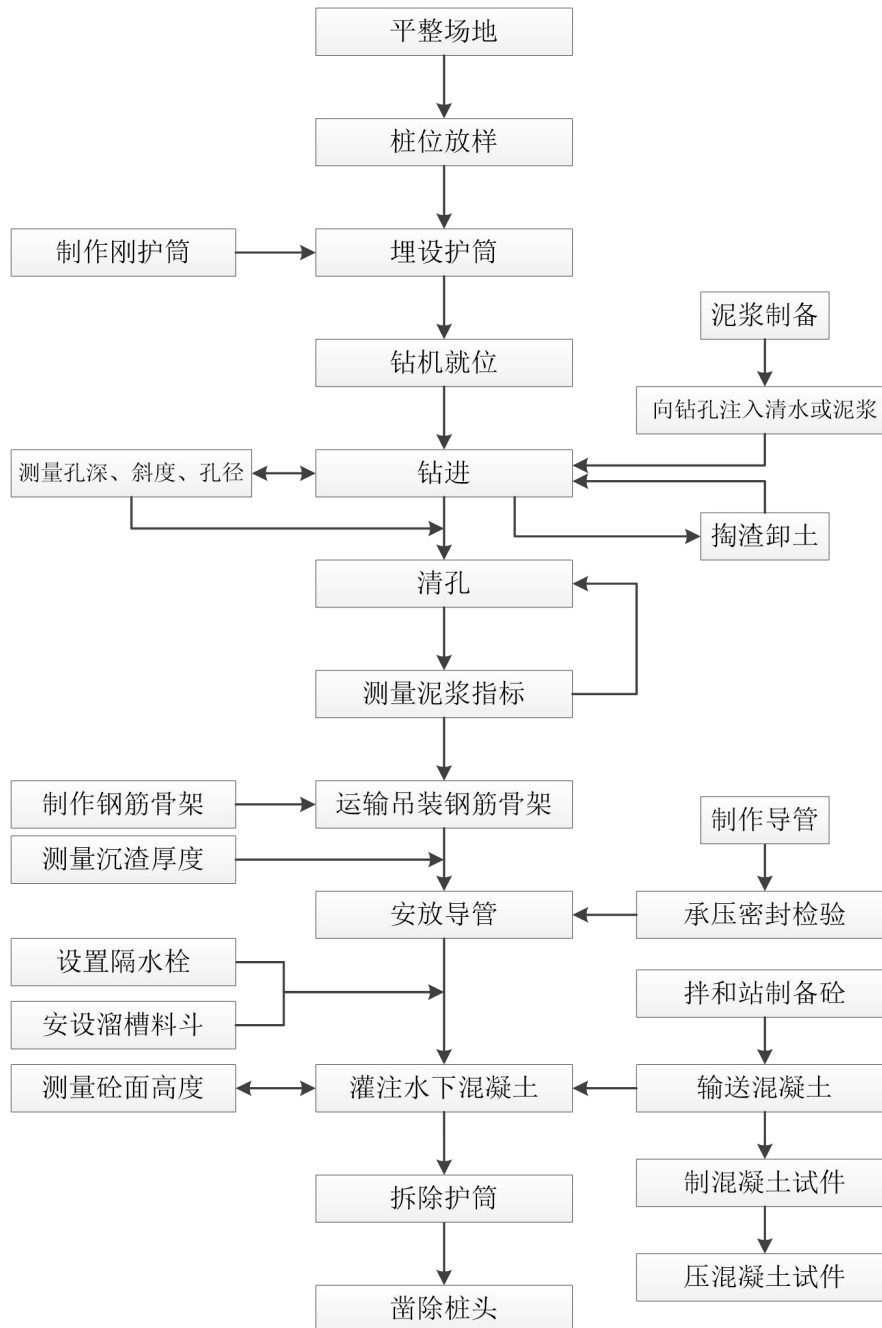 平整场地
桩位放样
制作刚护筒
埋设护筒
泥浆制备
钻机就位
向钻孔注入清水或泥浆
测量孔深、斜度、孔径
钻进
掏渣卸土
清孔
测量泥浆指标
制作钢筋骨架
运输吊装钢筋骨架
制作导管
测量沉渣厚度
安放导管
承压密封检验
设置隔水栓
拌和站制备砼
安设溜槽料斗
测量砼面高度
灌注水下混凝土
输送混凝土
拆除护筒
制混凝土试件
压混凝土试件
凿除桩头